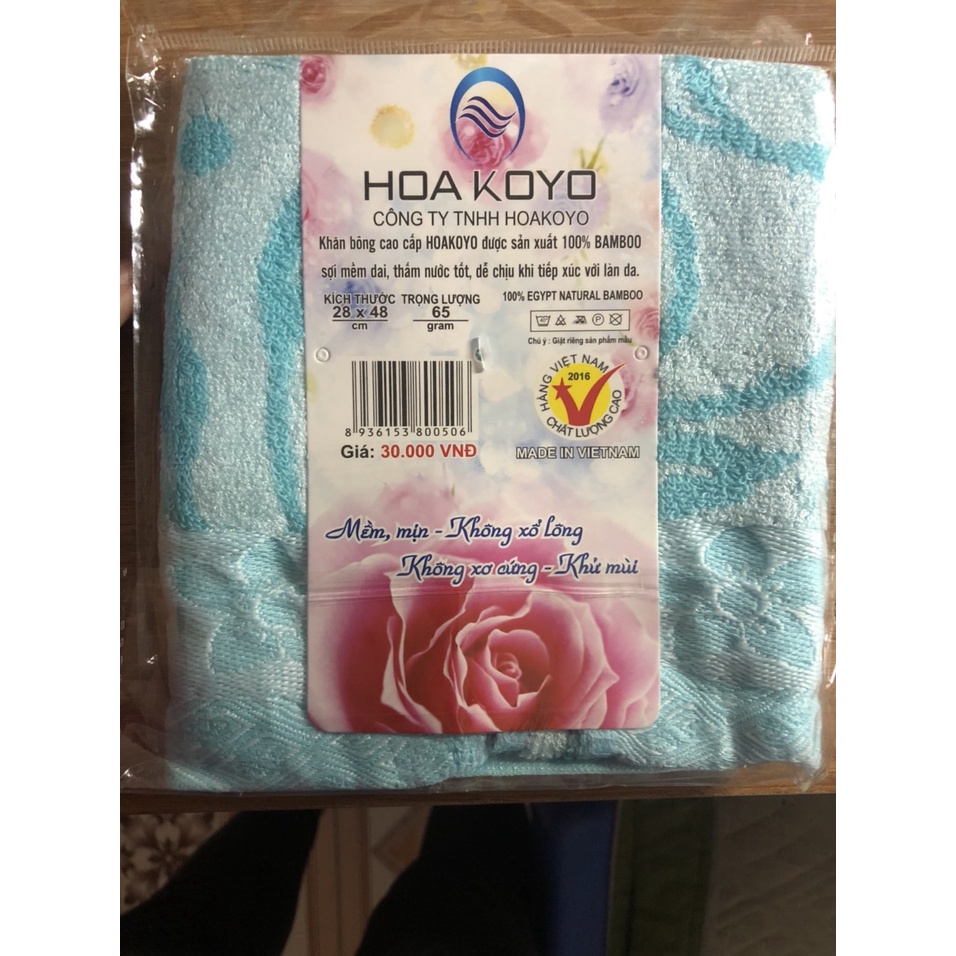 HOA KOYO
CÔNG TY TNHH HOAKOYO
Khăn bông cao cấp HOAKOYO được sản xuất 100% BAMBOO
sợi mềm dai, thấm nước tốt, dễ chịu khi tiếp xúc với làn da.
KÍCH THƯỚC
28 x 48
cm
TRỌNG LƯỢNG
65
gram
100% EGYPT NATURAL BAMBOO
Chú ý : Giặt riêng sản phẩm mầu
8 936153 800506
Giá: 30.000 VNĐ
HÀNG VIỆT NAM
2016
CHẤT LƯỢNG CAO
MADE IN VIETNAM
Mềm, mịn - Không xổ lông
Không xơ cứng - Khử mùi